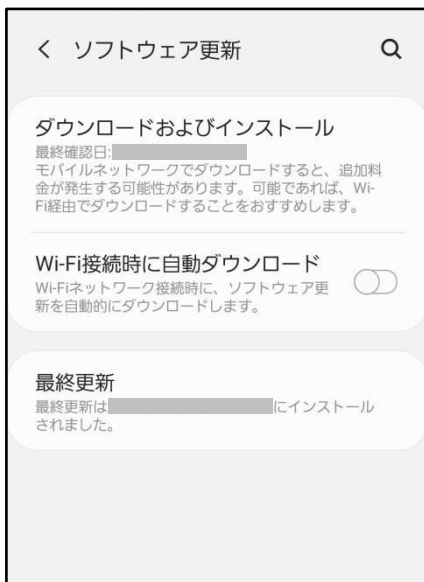 ソフトウェア更新
ダウンロードおよびインストール
最終確認日:
モバイルネットワークでダウンロードすると、追加料
金が発生する可能性があります。可能であれば、Wi-
Fi経由でダウンロードすることをおすすめします。
Wi-Fi接続時に自動ダウンロード
Wi-Fiネットワーク接続時に、ソフトウェア更
新を自動的にダウンロードします。
最終更新
最終更新は にインストール
されました。